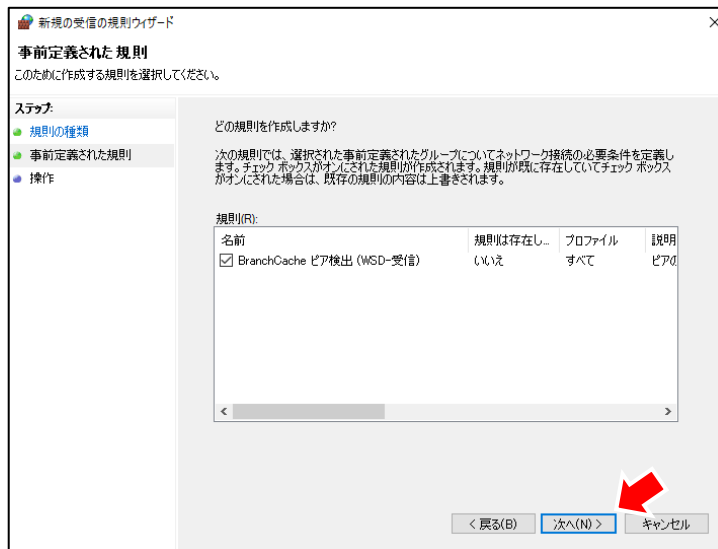 新規の受信の規則ウィザード
事前定義された規則
このために作成する規則を選択してください。
ステップ:
規則の種類
事前定義された規則
操作
どの規則を作成しますか?
次の規則では、選択された事前定義されたグループについてネットワーク接続の必要条件を定義し
ます。チェック ボックスがオンにされた規則が作成されます。規則が既に存在していてチェック ボックス
がオンにされた場合は、既存の規則の内容は上書きされます。
規則(R):
名前 規則は存在し... プロファイル 説明
BranchCache ピア検出 (WSD-受信) いいえ すべて ピアの
< 戻る(B) 次へ(N) > キャンセル